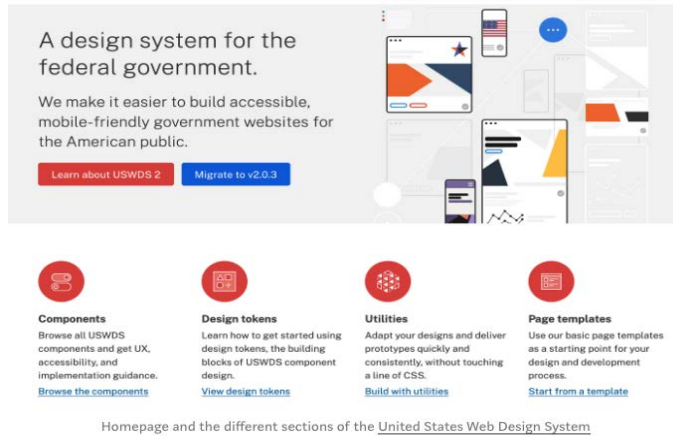 A design system for the
federal government.
We make it easier to build accessible,
mobile-friendly government websites for
the American public.
Learn about USWDS 2
Migrate to v2.0.3
Components
Browse all USWDS
components and get UX,
accessibility, and
implementation guidance.
Browse the components
Design tokens
Learn how to get started using
design tokens, the building
blocks of USWDS component
design.
View design tokens
Utilities
Adapt your designs and deliver
prototypes quickly and
consistently, without touching
a line of CSS.
Build with utilities
Page templates
Use our basic page templates
as a starting point for your
design and development
process.
Start from a template
Homepage and the different sections of the United States Web Design System